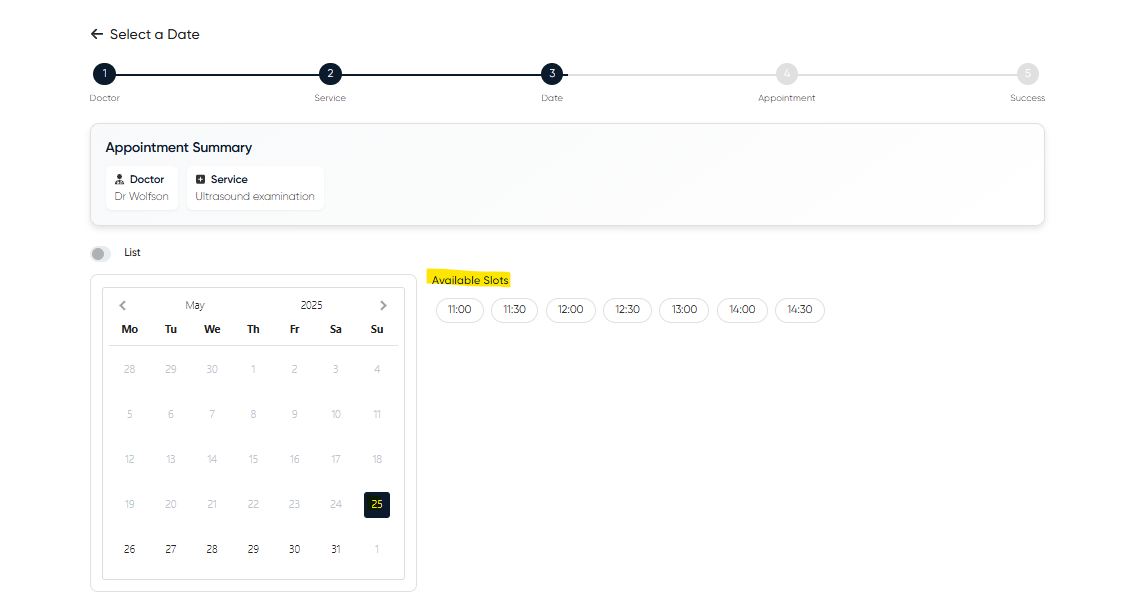 Select a Date
1 2 3 4 5
Doctor Service Date Appointment Success
Appointment Summary
Doctor Service
Dr Wolfson Ultrasound examination
List
Available Slots
11:00 11:30 12:00 12:30 13:00 14:00 14:30
May 2025
Mo Tu We Th Fr Sa Su
28 29 30 1 2 3 4
5 6 7 8 9 10 11
12 13 14 15 16 17 18
19 20 21 22 23 24 25
26 27 28 29 30 31 1